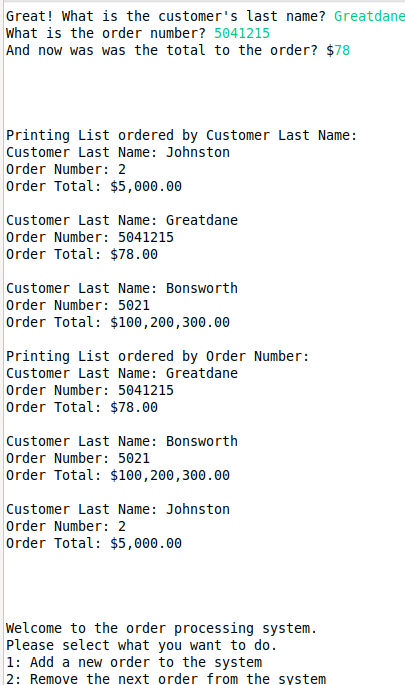 Great! What is the customer's last name? Greatdane
What is the order number? 5041215
And now was was the total to the order? $78
Printing List ordered by Customer Last Name:
Customer Last Name: Johnston
Order Number: 2
Order Total: $5,000.00
Customer Last Name: Greatdane
Order Number: 5041215
Order Total: $78.00
Customer Last Name: Bonsworth
Order Number: 5021
Order Total: $100,200,300.00
Printing List ordered by Order Number:
Customer Last Name: Greatdane
Order Number: 5041215
Order Total: $78.00
Customer Last Name: Bonsworth
Order Number: 5021
Order Total: $100,200,300.00
Customer Last Name: Johnston
Order Number: 2
Order Total: $5,000.00
Welcome to the order processing system.
Please select what you want to do.
1: Add a new order to the system
2: Remove the next order from the system